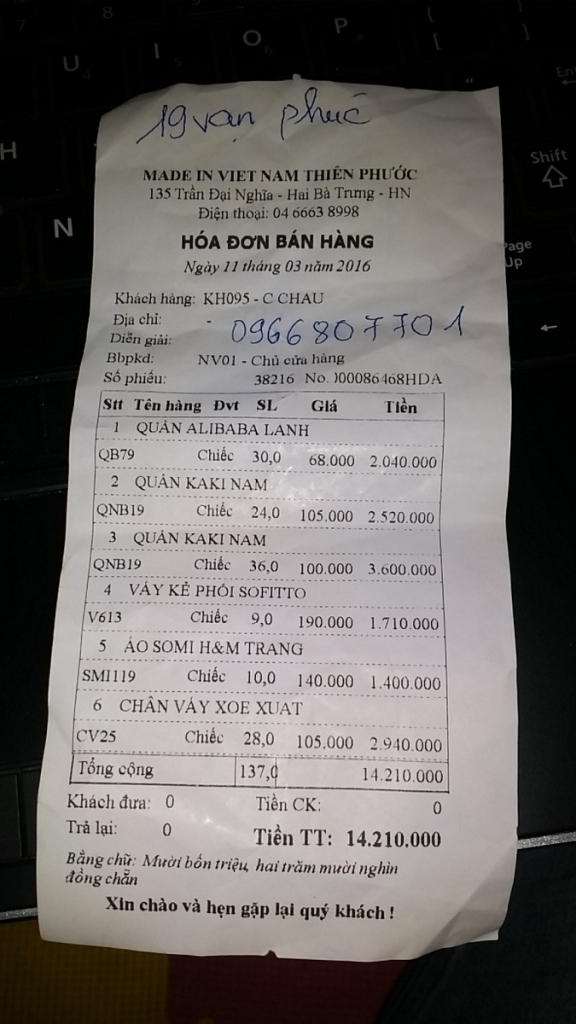 19 vạn phúc
MADE IN VIET NAM THIÊN PHƯỚC
135 Trần Đại Nghĩa - Hai Bà Trưng - HN
Điện thoại: 04 6663 8998
HÓA ĐƠN BÁN HÀNG
Ngày 11 tháng 03 năm 2016
Khách hàng: KH095 - C CHAU
Địa chỉ: -
Diễn giải: 0966807701
Bbpkd: NV01 - Chủ cửa hàng
Số phiếu: 38216 No. 00086468HDA
Stt Tên hàng Đvt SL Giá Tiền
1 QUẦN ALIBABA LANH
QB79 Chiếc 30,0 68.000 2.040.000
2 QUẦN KAKI NAM
QNB19 Chiếc 24,0 105.000 2.520.000
3 QUẦN KAKI NAM
QNB19 Chiếc 36,0 100.000 3.600.000
4 VÁY KẺ PHỐI SOFITTO
V613 Chiếc 9,0 190.000 1.710.000
5 ÁO SOMI H&M TRANG
SMI119 Chiếc 10,0 140.000 1.400.000
6 CHÂN VÁY XOE XUAT
CV25 Chiếc 28,0 105.000 2.940.000
Tổng cộng 137,0 14.210.000
Khách đưa: 0 Tiền CK: 0
Trả lại: 0 Tiền TT: 14.210.000
Bằng chữ: Mười bốn triệu, hai trăm mười nghìn
đồng chẵn
Xin chào và hẹn gặp lại quý khách !
U
I
O
P
H
N
Shift
Page
Up